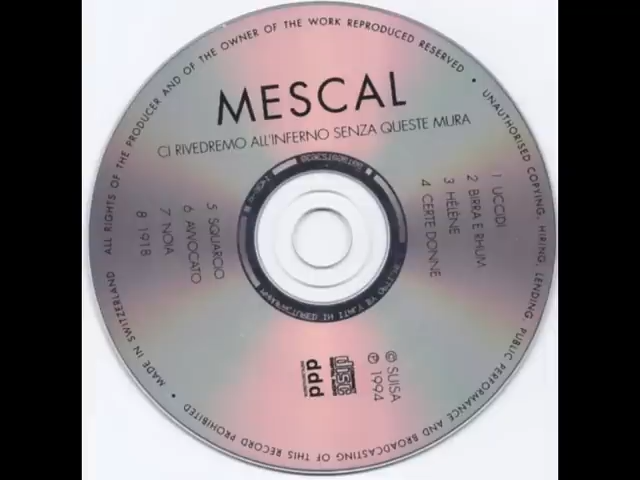 ALL RIGHTS OF THE PRODUCER AND OF THE OWNER OF THE WORK REPRODUCED RESERVED • UNAUTHORISED COPYING, HIRING, LENDING, PUBLIC PERFORMANCE AND BROADCASTING OF THIS RECORD PROHIBITED • MADE IN SWITZERLAND
MESCAL
CI RIVEDREMO ALL'INFERNO SENZA QUESTE MURA
1 UCCIDI
2 BIRRA E RHUM
3 HÉLÈNE
4 CERTE DONNE
5 SQUARCIO
6 AVVOCATO
7 NOIA
8 1918
© SUISA
℗ 1994
disc
ppp